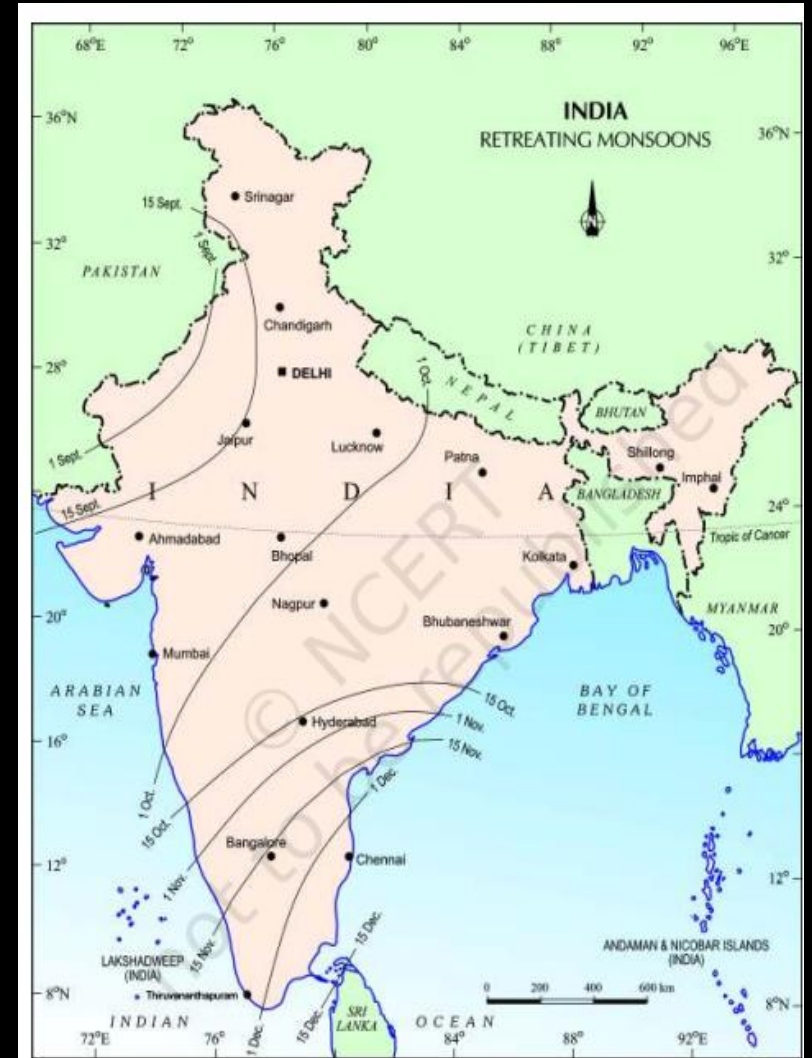 68°E 72° 76° 80° 84° 88° 92° 96°E
36°N
INDIA
RETREATING MONSOONS
36°N
N
15 Sept.
Srinagar
1 Sept.
32°
32°
PAKISTAN
Chandigarh
CHINA
(TIBET)
28°
DELHI
1 Oct.
NEPAL
28°
BHUTAN
Jaipur
Lucknow
1 Sept.
Patna
Shillong
Imphal
INDIA
BANGLADESH
15 Sept.
24°
Ahmadabad
Bhopal
Tropic of Cancer
Kolkata
Nagpur
MYANMAR
20°
Bhubaneshwar
20°
Mumbai
ARABIAN
SEA
BAY OF
BENGAL
15 Oct.
Hyderabad
1 Nov.
16°
15 Nov.
1 Oct.
1 Dec.
15 Oct.
Bangalore
Chennai
12°
12°
1 Nov.
15 Dec.
15 Nov.
LAKSHADWEEP
(INDIA)
ANDAMAN & NICOBAR ISLANDS
(INDIA)
8°N
Thiruvananthapuram
0 200 400 600 km
8°N
INDIAN OCEAN
1 Dec.
15 Dec.
SRI
LANKA
72°E 76° 84° 88°E 92°E
© NCERT
not to be republished